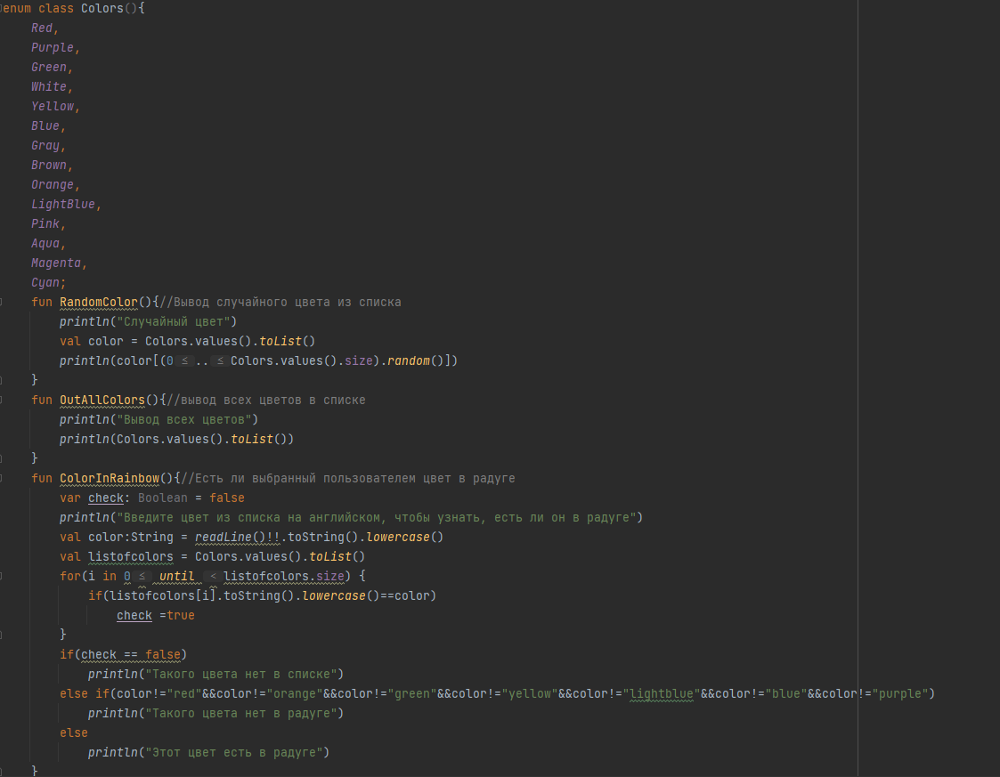 enum class Colors(){
Red,
Purple,
Green,
White,
Yellow,
Blue,
Gray,
Brown,
Orange,
LightBlue,
Pink,
Aqua,
Magenta,
Cyan;
fun RandomColor(){//Вывод случайного цвета из списка
println("Случайный цвет")
val color = Colors.values().toList()
println(color[(0 ≤ .. ≤ Colors.values().size).random()])
}
fun OutAllColors(){//вывод всех цветов в списке
println("Вывод всех цветов")
println(Colors.values().toList())
}
fun ColorInRainbow(){//Есть ли выбранный пользователем цвет в радуге
var check: Boolean = false
println("Введите цвет из списка на английском, чтобы узнать, есть ли он в радуге")
val color:String = readLine()!!.toString().lowercase()
val listofcolors = Colors.values().toList()
for(i in 0 ≤ until < listofcolors.size) {
if(listofcolors[i].toString().lowercase()==color)
check =true
}
if(check == false)
println("Такого цвета нет в списке")
else if(color!="red"&&color!="orange"&&color!="green"&&color!="yellow"&&color!="lightblue"&&color!="blue"&&color!="purple")
println("Такого цвета нет в радуге")
else
println("Этот цвет есть в радуге")
}